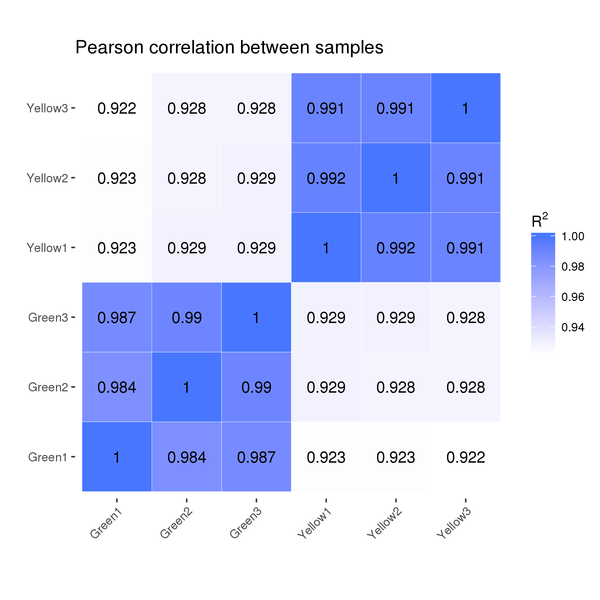 Pearson correlation between samples
Yellow3 0.922 0.928 0.928 0.991 0.991 1
Yellow2 0.923 0.928 0.929 0.992 1 0.991
Yellow1 0.923 0.929 0.929 1 0.992 0.991
Green3 0.987 0.99 1 0.929 0.929 0.928
Green2 0.984 1 0.99 0.929 0.928 0.928
Green1 1 0.984 0.987 0.923 0.923 0.922
Green1 Green2 Green3 Yellow1 Yellow2 Yellow3
R²
1.00
0.98
0.96
0.94